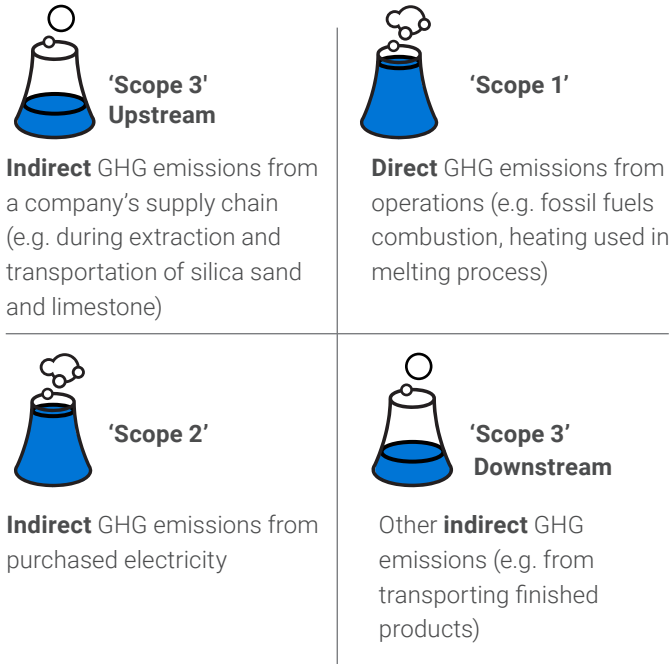 ‘Scope 3'
Upstream
Indirect GHG emissions from
a company’s supply chain
(e.g. during extraction and
transportation of silica sand
and limestone)
‘Scope 1’
Direct GHG emissions from
operations (e.g. fossil fuels
combustion, heating used in
melting process)
‘Scope 2’
Indirect GHG emissions from
purchased electricity
‘Scope 3’
Downstream
Other indirect GHG
emissions (e.g. from
transporting finished
products)